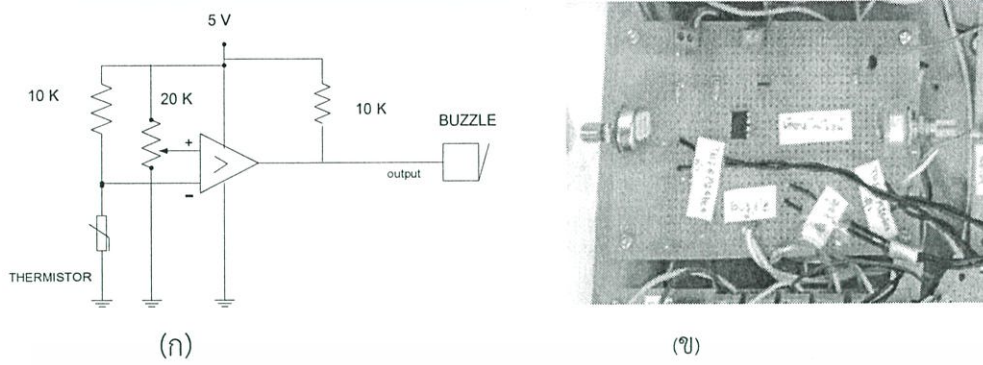 5 V
10 K
20 K
10 K
BUZZLE
+
-
output
THERMISTOR
(ก)
(ข)